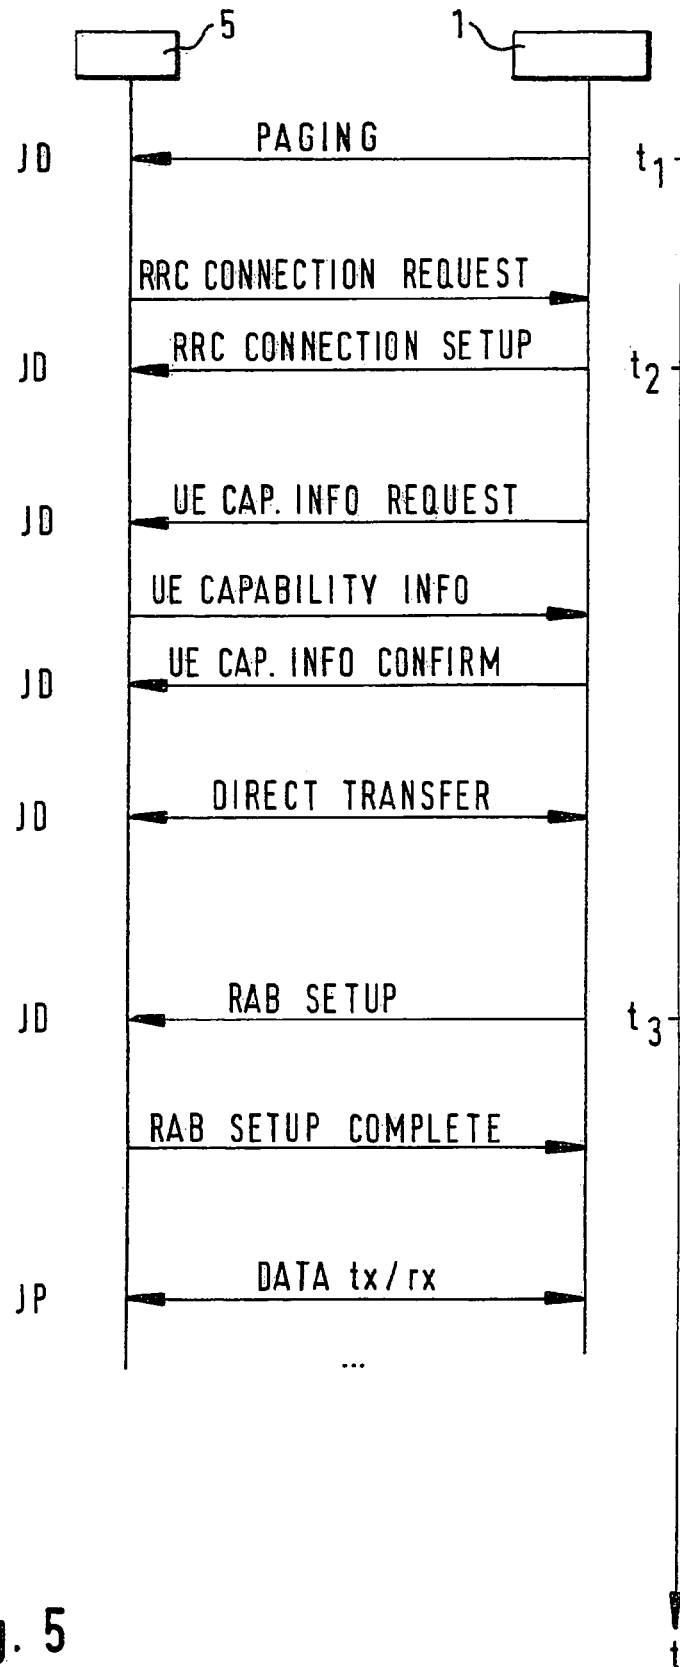 5 1
PAGING
JD t1
RRC CONNECTION REQUEST
RRC CONNECTION SETUP
JD t2
UE CAP. INFO REQUEST
JD
UE CAPABILITY INFO
UE CAP. INFO CONFIRM
JD
DIRECT TRANSFER
JD
RAB SETUP
JD t3
RAB SETUP COMPLETE
DATA tx/rx
JP
...
g. 5
t